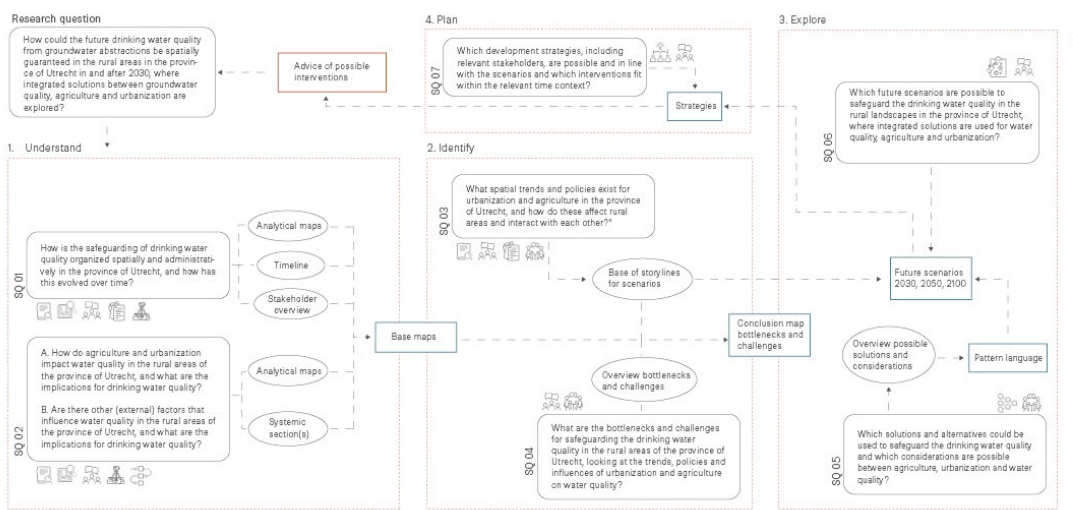 Research question
How could the future drinking water quality
from groundwater abstractions be spatially
guaranteed in the rural areas in the provin-
ce of Utrecht in and after 2030, where
integrated solutions between groundwater
quality, agriculture and urbanization are
explored?
Advice of possible
interventions
4. Plan
SQ 07
Which development strategies, including
relevant stakeholders, are possible and in line
with the scenarios and which interventions fit
within the relevant time context?
Strategies
3. Explore
SQ 06
Which future scenarios are possible to
safeguard the drinking water quality in the
rural landscapes in the province of Utrecht,
where integrated solutions are used for water
quality, agriculture and urbanization?
Future scenarios
2030, 2050, 2100
Overview possible
solutions and
considerations
Pattern language
SQ 05
Which solutions and alternatives could be
used to safeguard the drinking water quality
and which considerations are possible
between agriculture, urbanization and water
quality?
1. Understand
SQ 01
How is the safeguarding of drinking water
quality organized spatially and administrati-
vely in the province of Utrecht, and how has
this evolved over time?
Analytical maps
Timeline
Stakeholder
overview
SQ 02
A. How do agriculture and urbanization
impact water quality in the rural areas of
the province of Utrecht, and what are the
implications for drinking water quality?
B. Are there other (external) factors that
influence water quality in the rural areas of
the province of Utrecht, and what are the
implications for drinking water quality?
Analytical maps
Systemic
section(s)
Base maps
2. Identify
SQ 03
What spatial trends and policies exist for
urbanization and agriculture in the province
of Utrecht, and how do these affect rural
areas and interact with each other?"
Base of storylines
for scenarios
Conclusion map
bottlenecks and
challenges
Overview bottlenecks
and challenges
SQ 04
What are the bottlenecks and challenges
for safeguarding the drinking water
quality in the rural areas of the province of
Utrecht, looking at the trends, policies and
influences of urbanization and agriculture
on water quality?